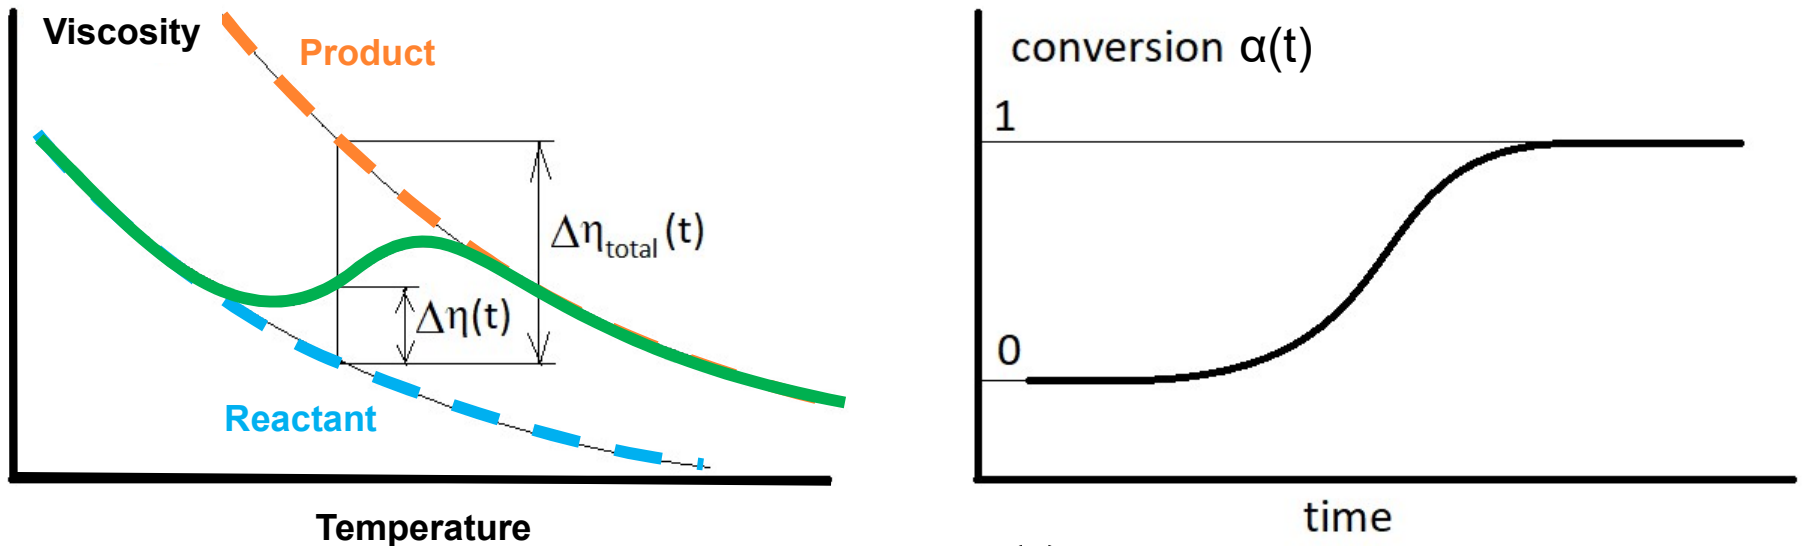 Viscosity
Product
Δη_total (t)
Δη(t)
Reactant
Temperature
conversion α(t)
1
0
time